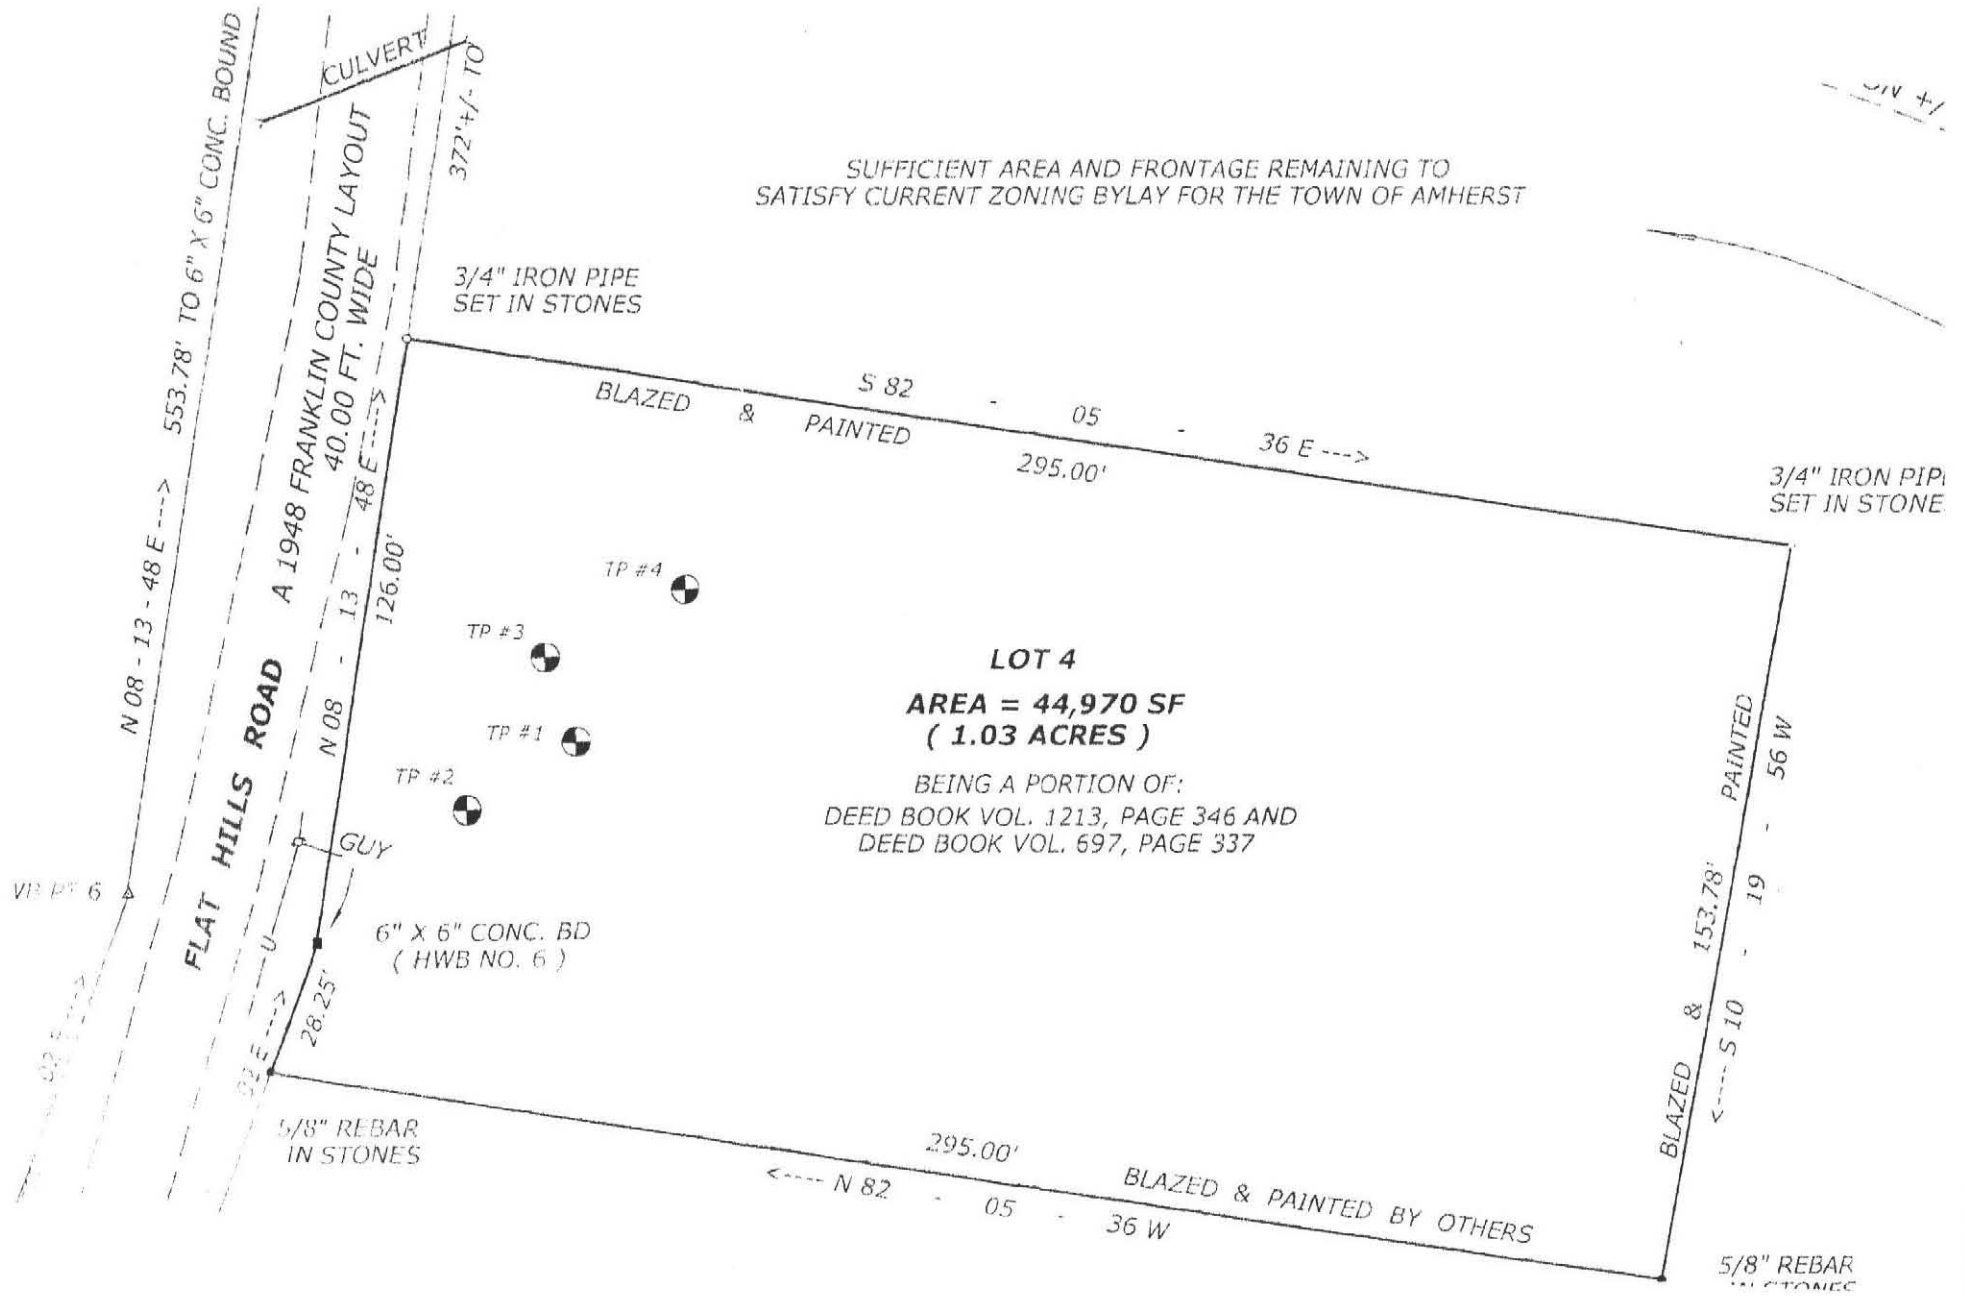 CULVERT
553.78' TO 6" X 6" CONC. BOUND
N 08 - 13 - 48 E ---->
372'+/- TO
A 1948 FRANKLIN COUNTY LAYOUT
40.00 FT. WIDE
FLAT HILLS ROAD
SUFFICIENT AREA AND FRONTAGE REMAINING TO
SATISFY CURRENT ZONING BYLAY FOR THE TOWN OF AMHERST
3/4" IRON PIPE
SET IN STONES
S 82 - 05 - 36 E --->
BLAZED & PAINTED
295.00'
3/4" IRON PIP
SET IN STONE
N 08 - 13 - 48 E ---->
126.00'
TP #4
TP #3
TP #1
TP #2
LOT 4
AREA = 44,970 SF
( 1.03 ACRES )
BEING A PORTION OF:
DEED BOOK VOL. 1213, PAGE 346 AND
DEED BOOK VOL. 697, PAGE 337
BLAZED & PAINTED
153.78'
<---- S 10 - 19 - 56 W
GUY
U
6" X 6" CONC. BD
( HWB NO. 6 )
28.25'
02 E ---->
02 E ---->
6
5/8" REBAR
IN STONES
295.00'
<---- N 82 - 05 - 36 W
BLAZED & PAINTED BY OTHERS
5/8" REBAR
IN STONES